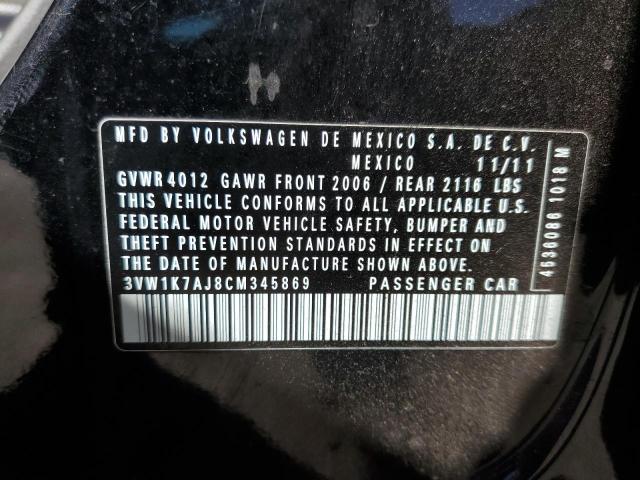 MFD BY VOLKSWAGEN DE MEXICO S.A. DE C.V.
MEXICO 11/11
GVWR 4012 GAWR FRONT 2006 / REAR 2116 LBS
THIS VEHICLE CONFORMS TO ALL APPLICABLE U.S.
FEDERAL MOTOR VEHICLE SAFETY, BUMPER AND
THEFT PREVENTION STANDARDS IN EFFECT ON
THE DATE OF MANUFACTURE SHOWN ABOVE.
3VW1K7AJ8CM345869 PASSENGER CAR
4536086 1018 M